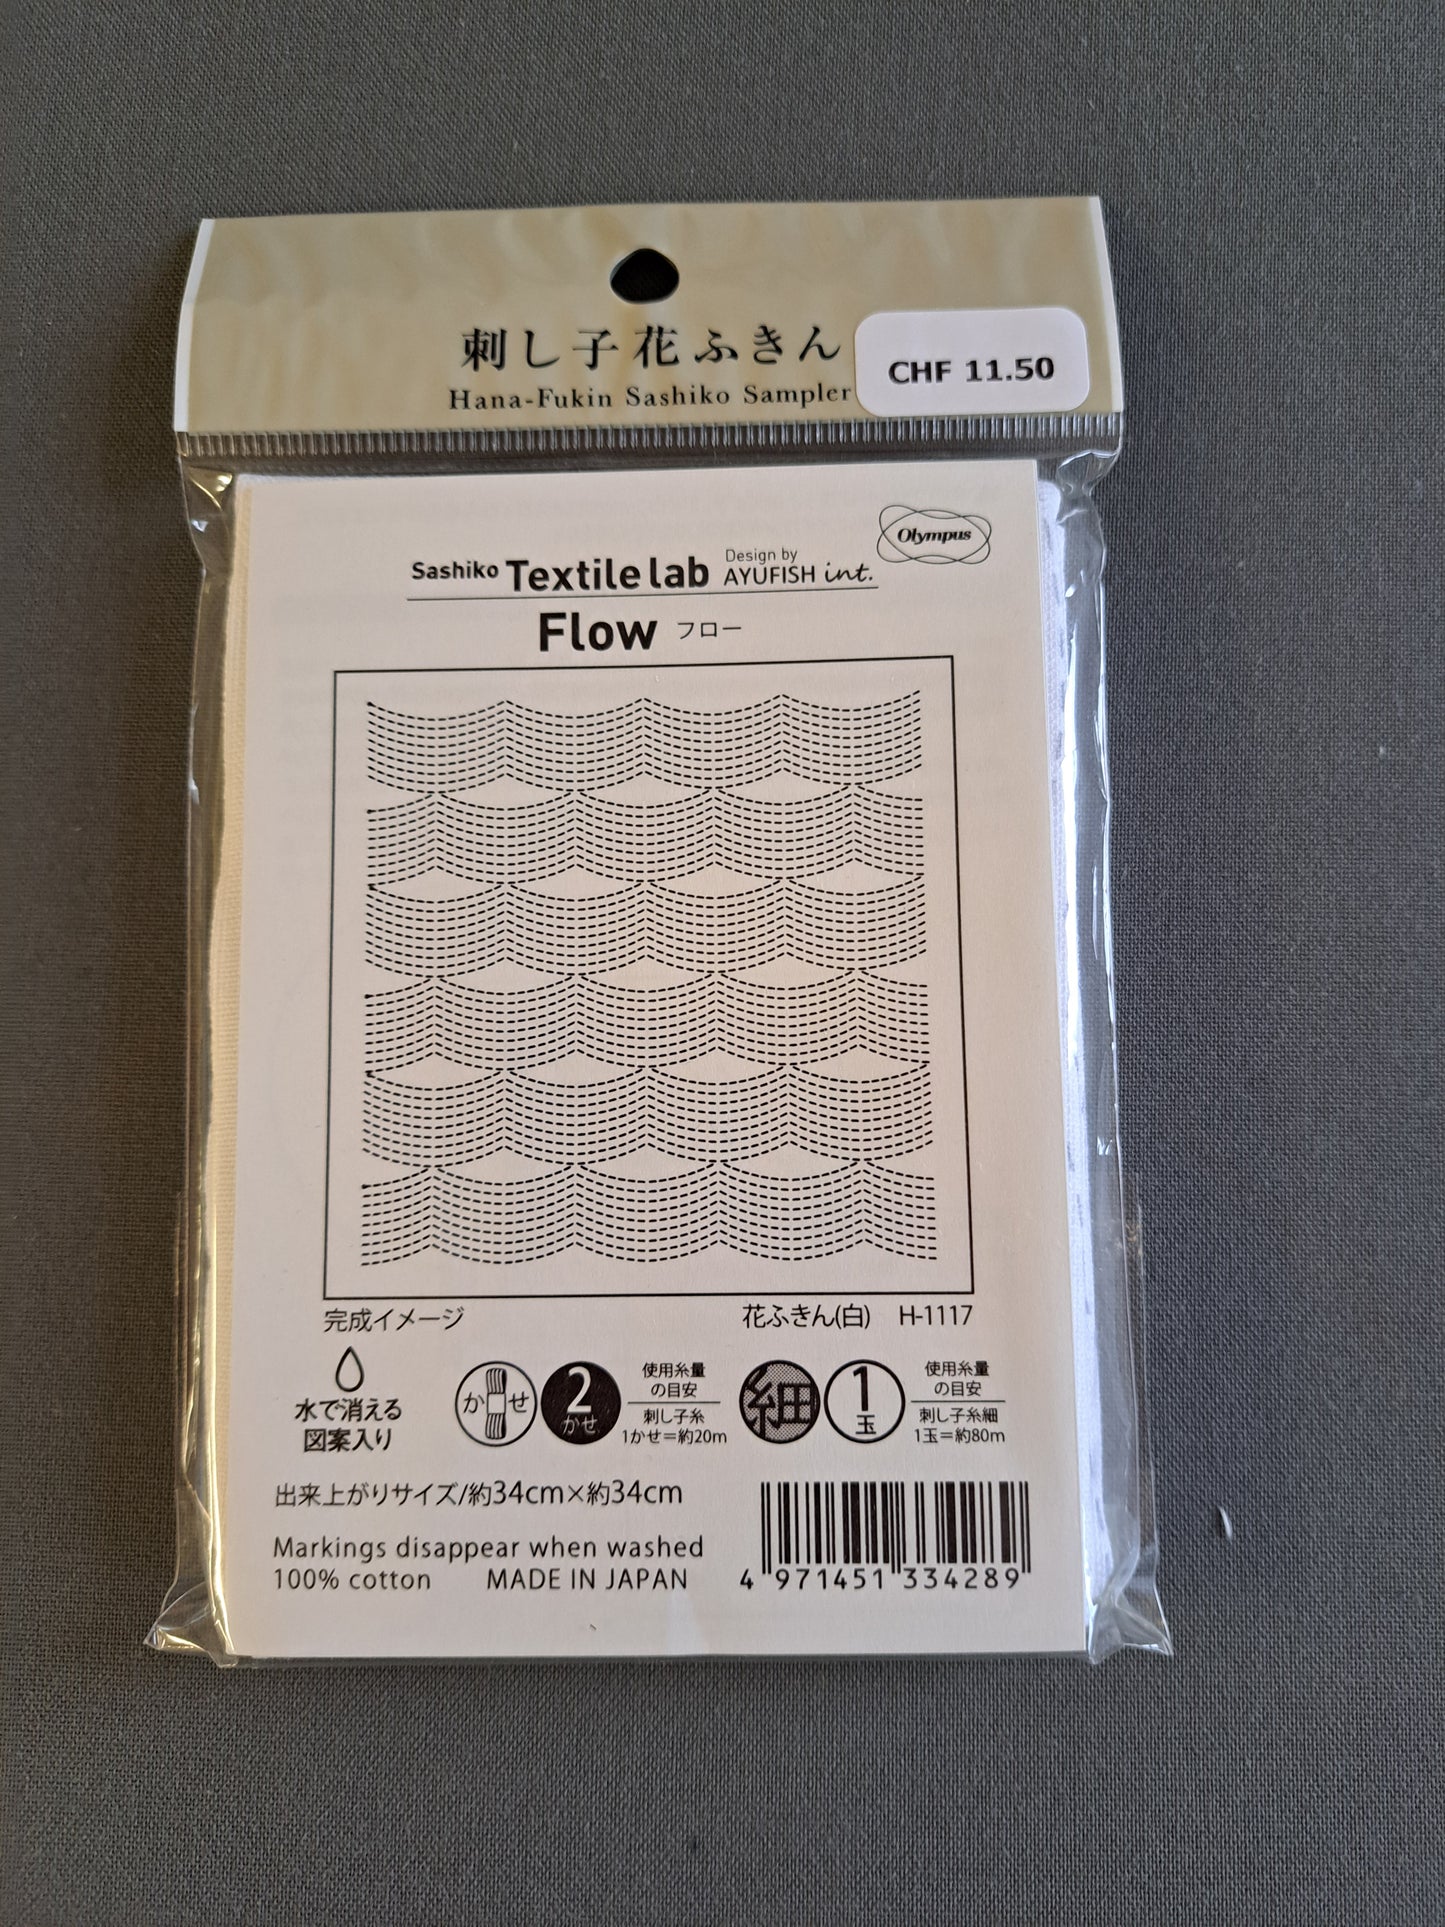 刺し子花ふきん
Hana-Fukin Sashiko Sampler
CHF 11.50
Olympus
Sashiko Textile lab Design by AYUFISH int.
Flow フロー
完成イメージ
花ふきん(白) H-1117
水で消える
図案入り
かせ
2
かせ
使用糸量
の目安
刺し子糸
1かせ=約20m
細
1
玉
使用糸量
の目安
刺し子糸細
1玉=約80m
出来上がりサイズ/約34cm×約34cm
Markings disappear when washed
100% cotton MADE IN JAPAN
4 971451 334289